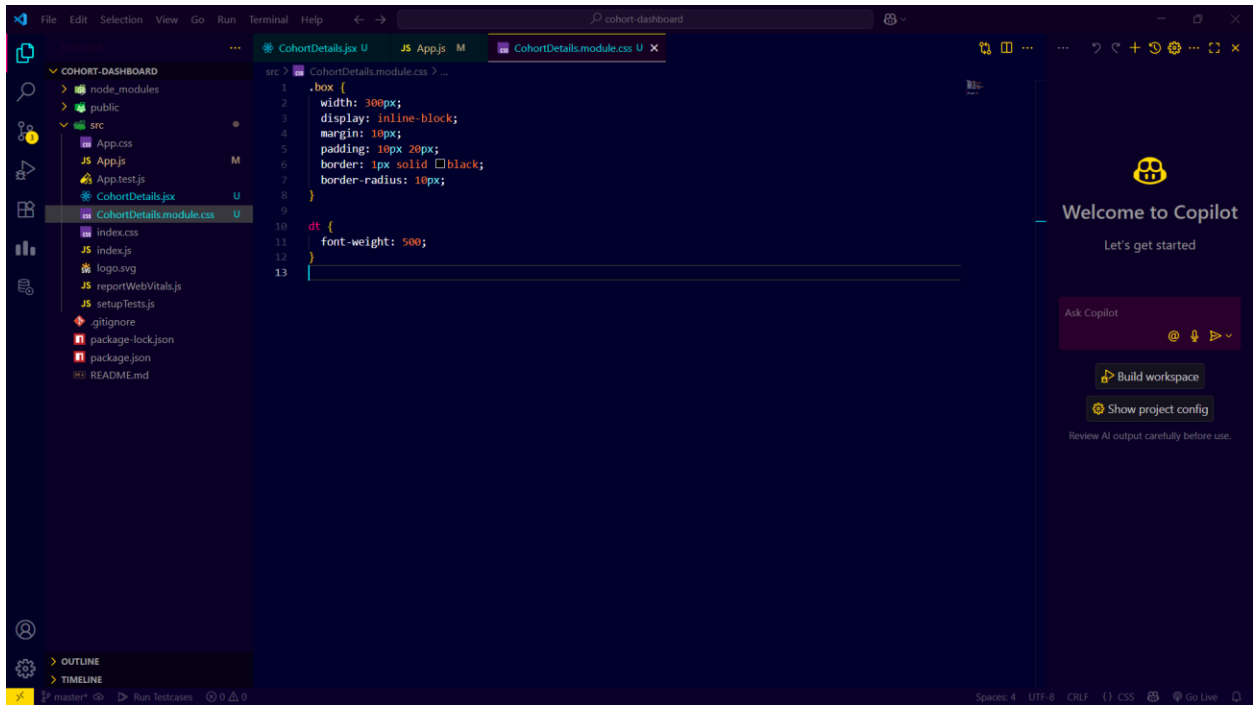 File Edit Selection View Go Run Terminal Help
cohort-dashboard
CohortDetails.jsx U
JS App.js M
CohortDetails.module.css U
COHORT-DASHBOARD
node_modules
public
src
App.css
JS App.js M
App.test.js
CohortDetails.jsx U
CohortDetails.module.css U
index.css
JS index.js
logo.svg
JS reportWebVitals.js
JS setupTests.js
.gitignore
package-lock.json
package.json
README.md
OUTLINE
TIMELINE
src > CohortDetails.module.css > ...
1 .box {
2 width: 300px;
3 display: inline-block;
4 margin: 10px;
5 padding: 10px 20px;
6 border: 1px solid black;
7 border-radius: 10px;
8 }
9
10 dt {
11 font-weight: 500;
12 }
13
Welcome to Copilot
Let's get started
Ask Copilot
@
Build workspace
Show project config
Review AI output carefully before use.
3
master* Run Testcases 0 0
Spaces: 4 UTF-8 CRLF {} CSS Go Live